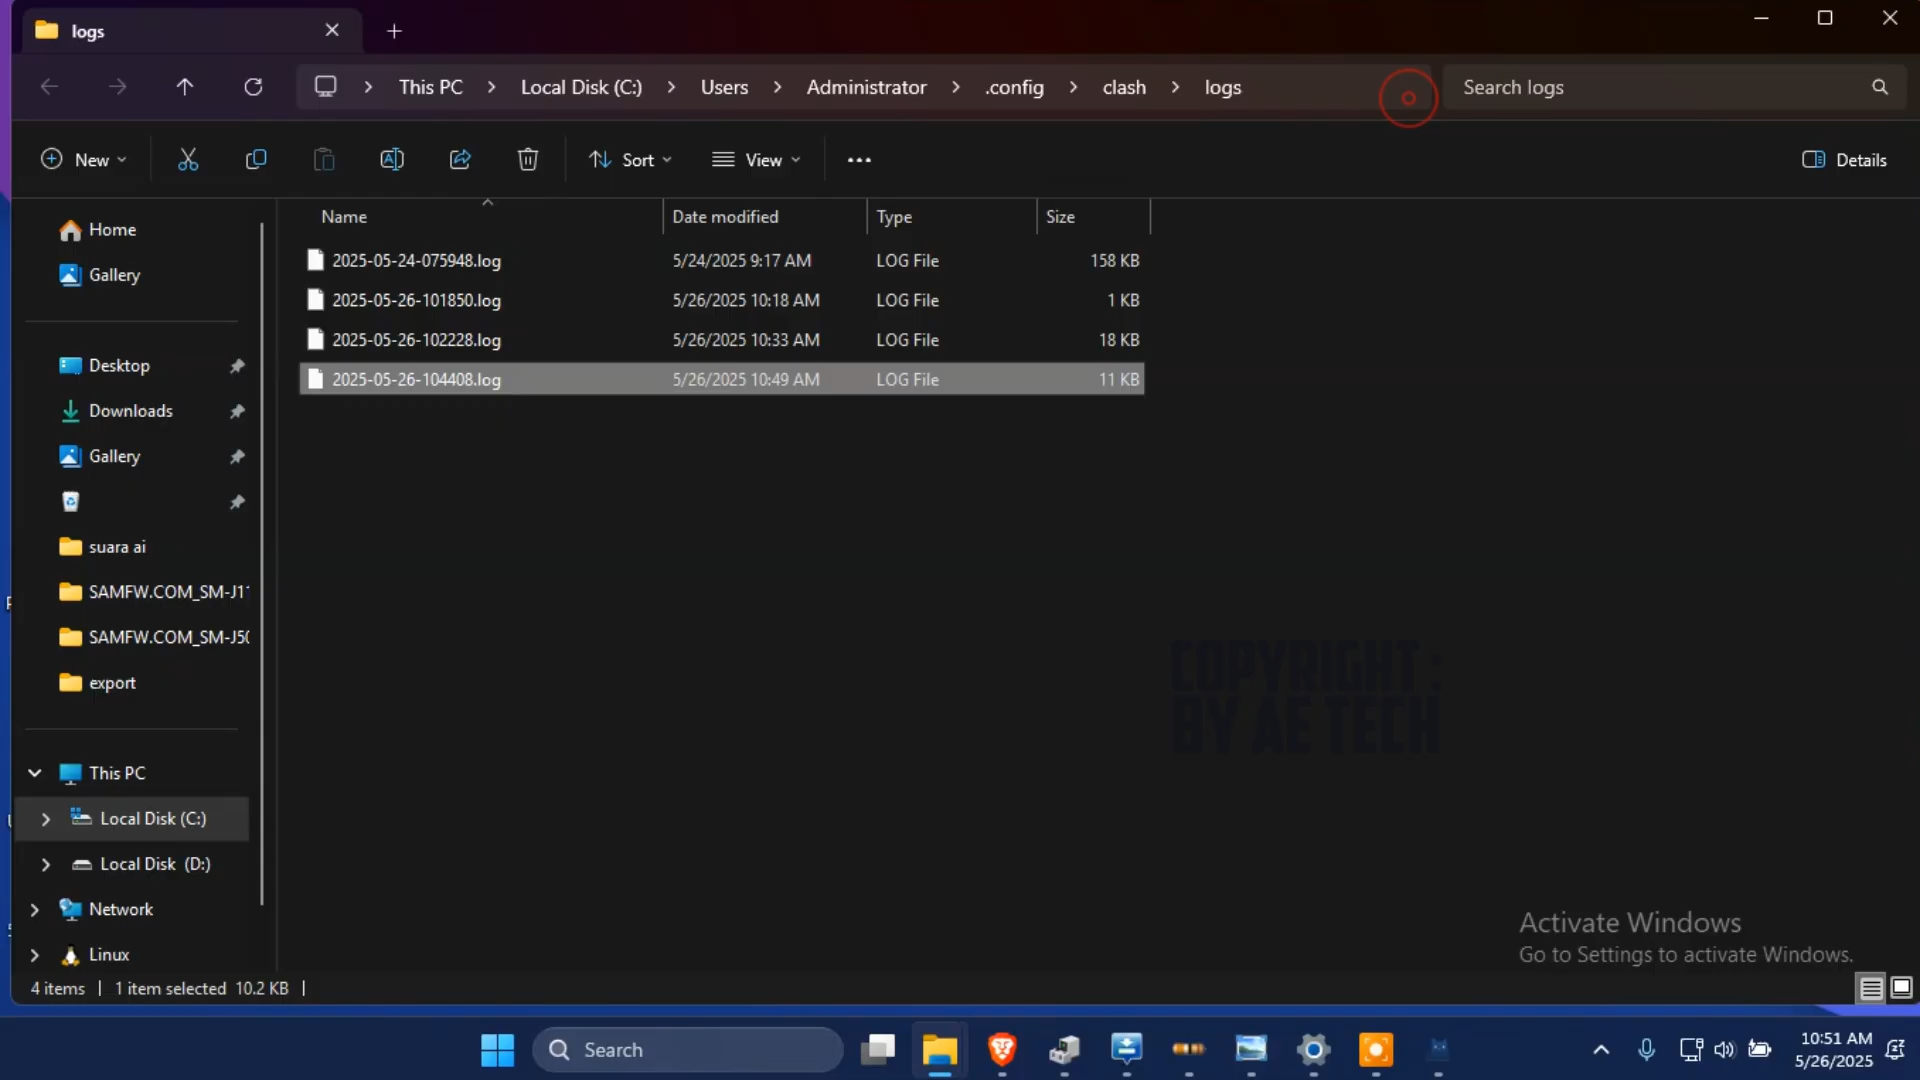 logs
This PC > Local Disk (C:) > Users > Administrator > .config > clash > logs
Search logs
New
Sort
View
Details
Name Date modified Type Size
2025-05-24-075948.log 5/24/2025 9:17 AM LOG File 158 KB
2025-05-26-101850.log 5/26/2025 10:18 AM LOG File 1 KB
2025-05-26-102228.log 5/26/2025 10:33 AM LOG File 18 KB
2025-05-26-104408.log 5/26/2025 10:49 AM LOG File 11 KB
Home
Gallery
Desktop
Downloads
Gallery
suara ai
SAMFW.COM_SM-J1
SAMFW.COM_SM-J50
export
This PC
Local Disk (C:)
Local Disk (D:)
Network
Linux
COPYRIGHT :
BY AE TECH
Activate Windows
Go to Settings to activate Windows.
4 items | 1 item selected 10.2 KB |
Search
10:51 AM
5/26/2025